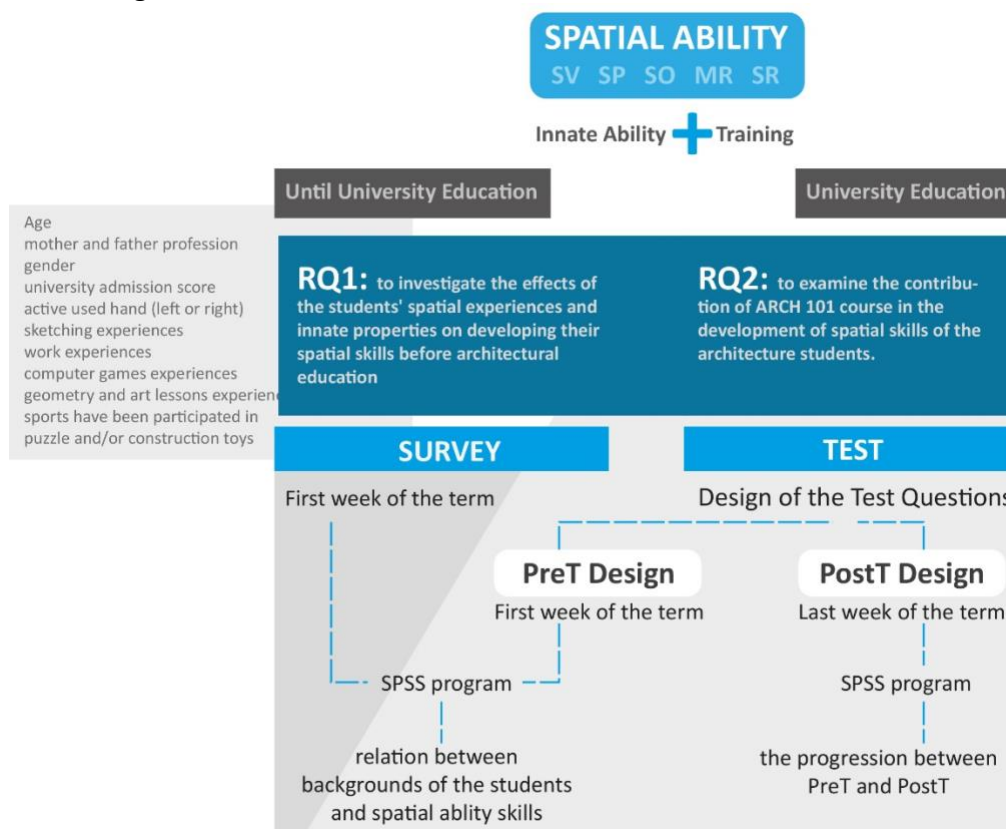 SPATIAL ABILITY
SV SP SO MR SR
Innate Ability + Training
Until University Education
University Education
Age
mother and father profession
gender
university admission score
active used hand (left or right)
sketching experiences
work experiences
computer games experiences
geometry and art lessons experienc
sports have been participated in
puzzle and/or construction toys
RQ1: to investigate the effects of
the students' spatial experiences and
innate properties on developing their
spatial skills before architectural
education
RQ2: to examine the contribu-
tion of ARCH 101 course in the
development of spatial skills of the
architecture students.
SURVEY
TEST
First week of the term
Design of the Test Questions
PreT Design
PostT Design
First week of the term
Last week of the term
SPSS program
SPSS program
relation between
backgrounds of the students
and spatial ablity skills
the progression between
PreT and PostT